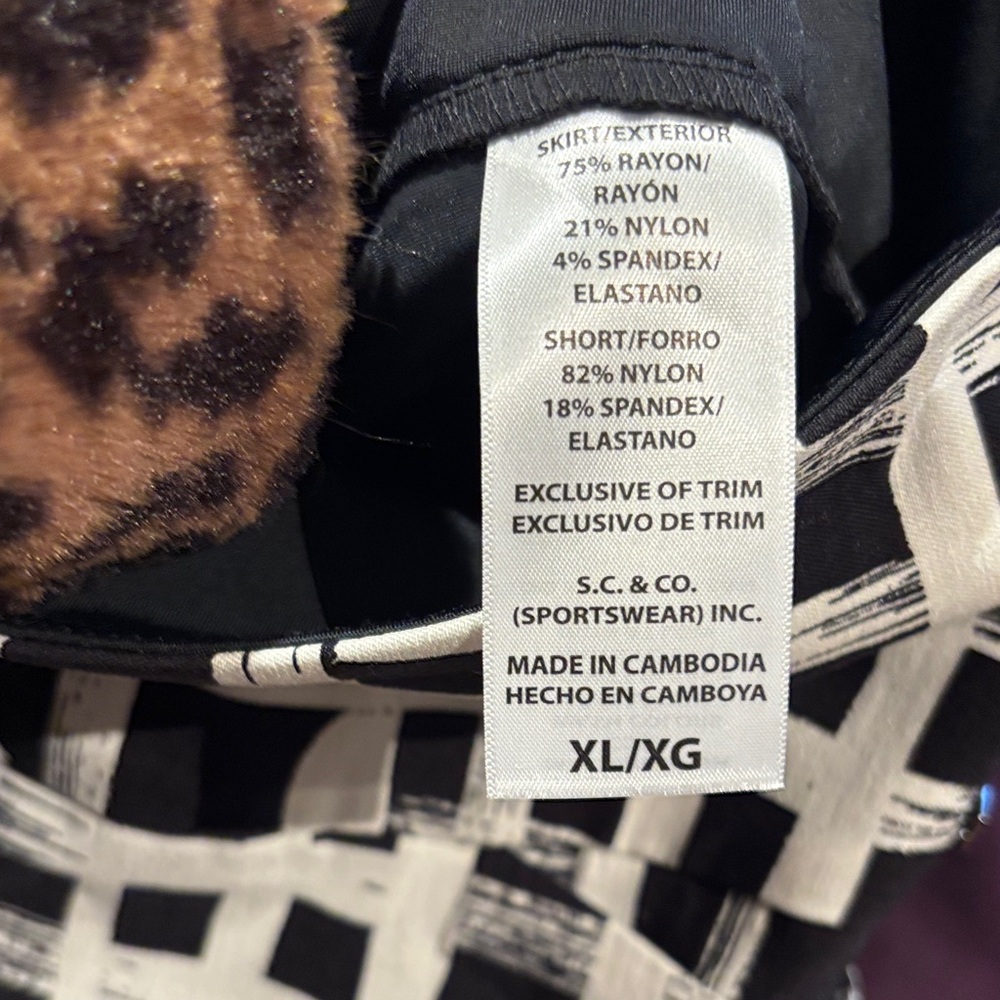 SKIRT/EXTERIOR
75% RAYON/
RAYÓN
21% NYLON
4% SPANDEX/
ELASTANO
SHORT/FORRO
82% NYLON
18% SPANDEX/
ELASTANO
EXCLUSIVE OF TRIM
EXCLUSIVO DE TRIM
S.C. & CO.
(SPORTSWEAR) INC.
MADE IN CAMBODIA
HECHO EN CAMBOYA
XL/XG